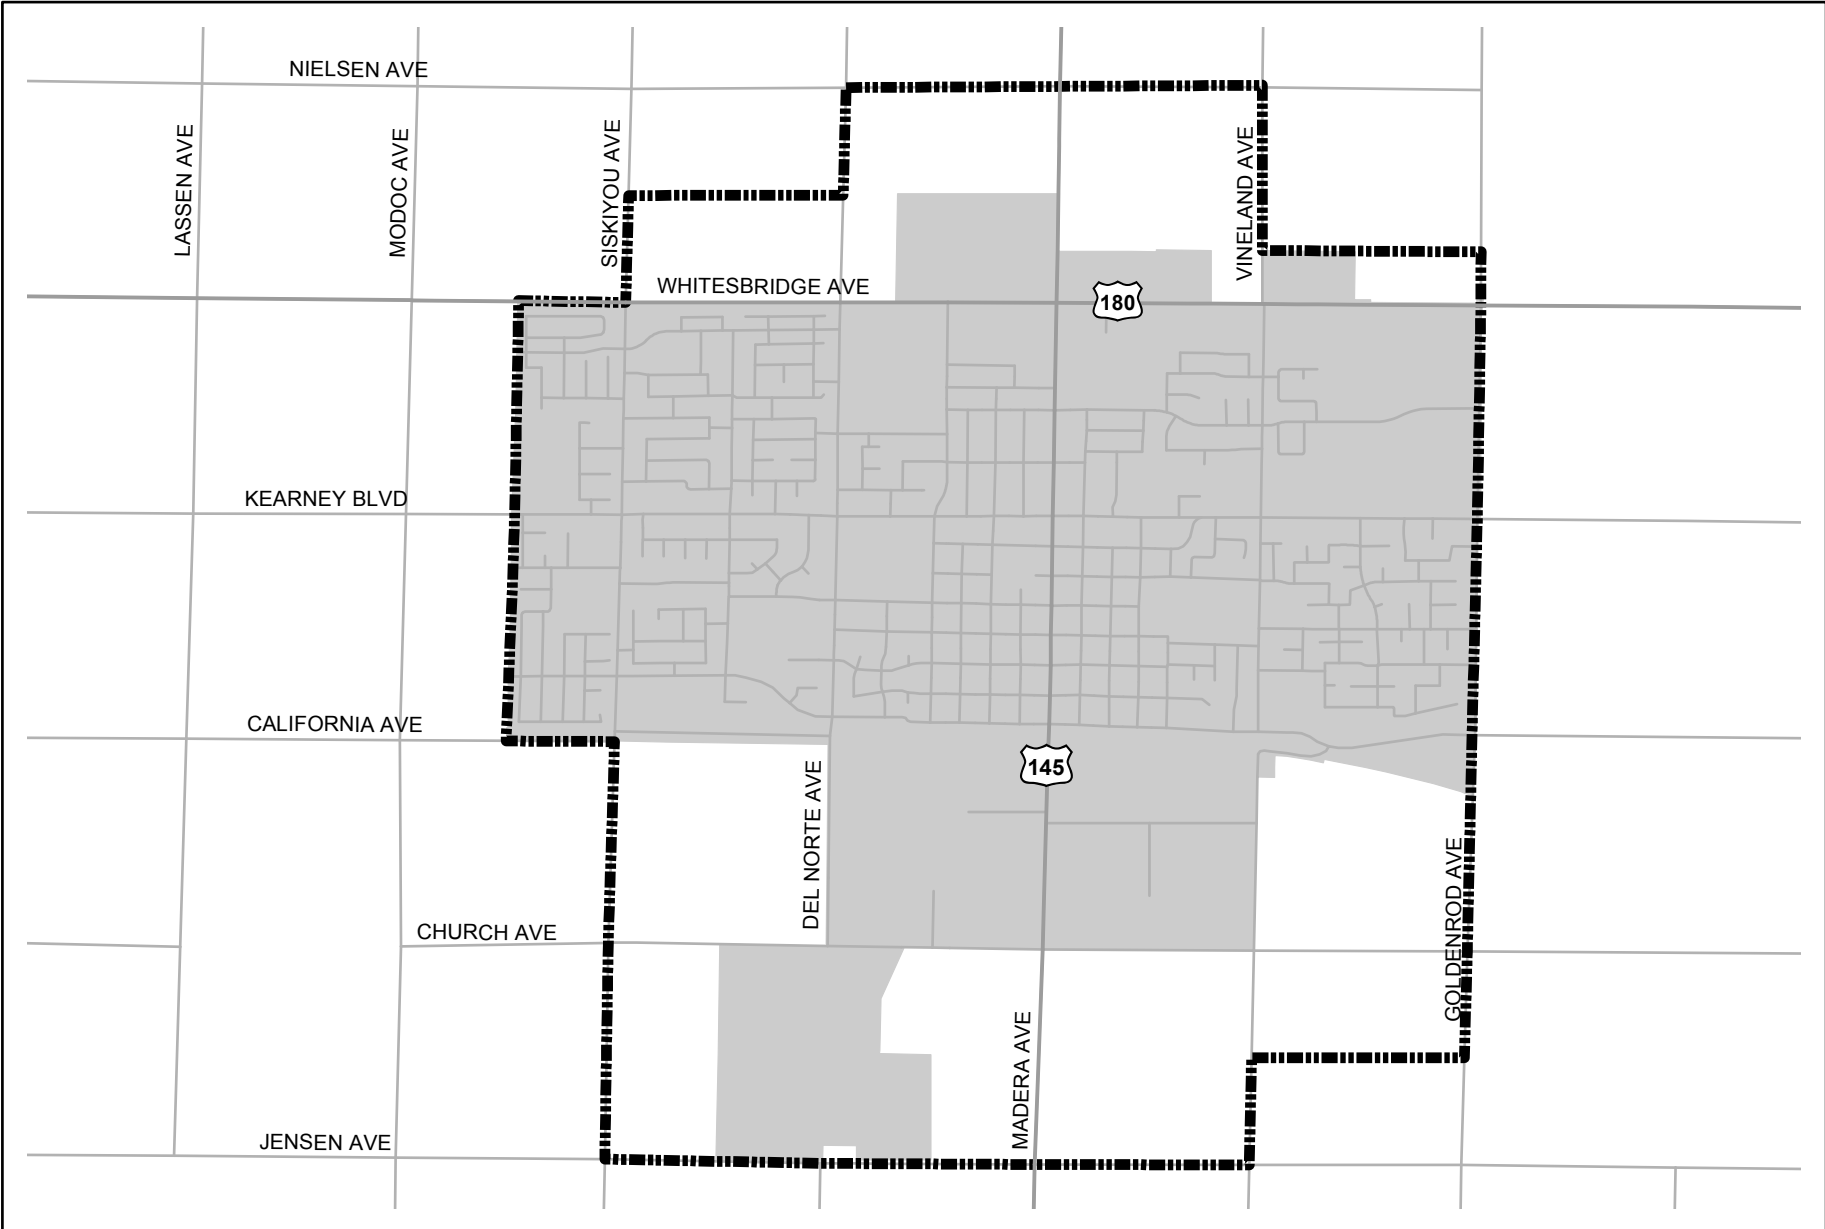 NIELSEN AVE
LASSEN AVE
MODOC AVE
SISKIYOU AVE
VINELAND AVE
WHITESBRIDGE AVE
180
KEARNEY BLVD
CALIFORNIA AVE
145
DEL NORTE AVE
GOLDENROD AVE
CHURCH AVE
MADERA AVE
JENSEN AVE